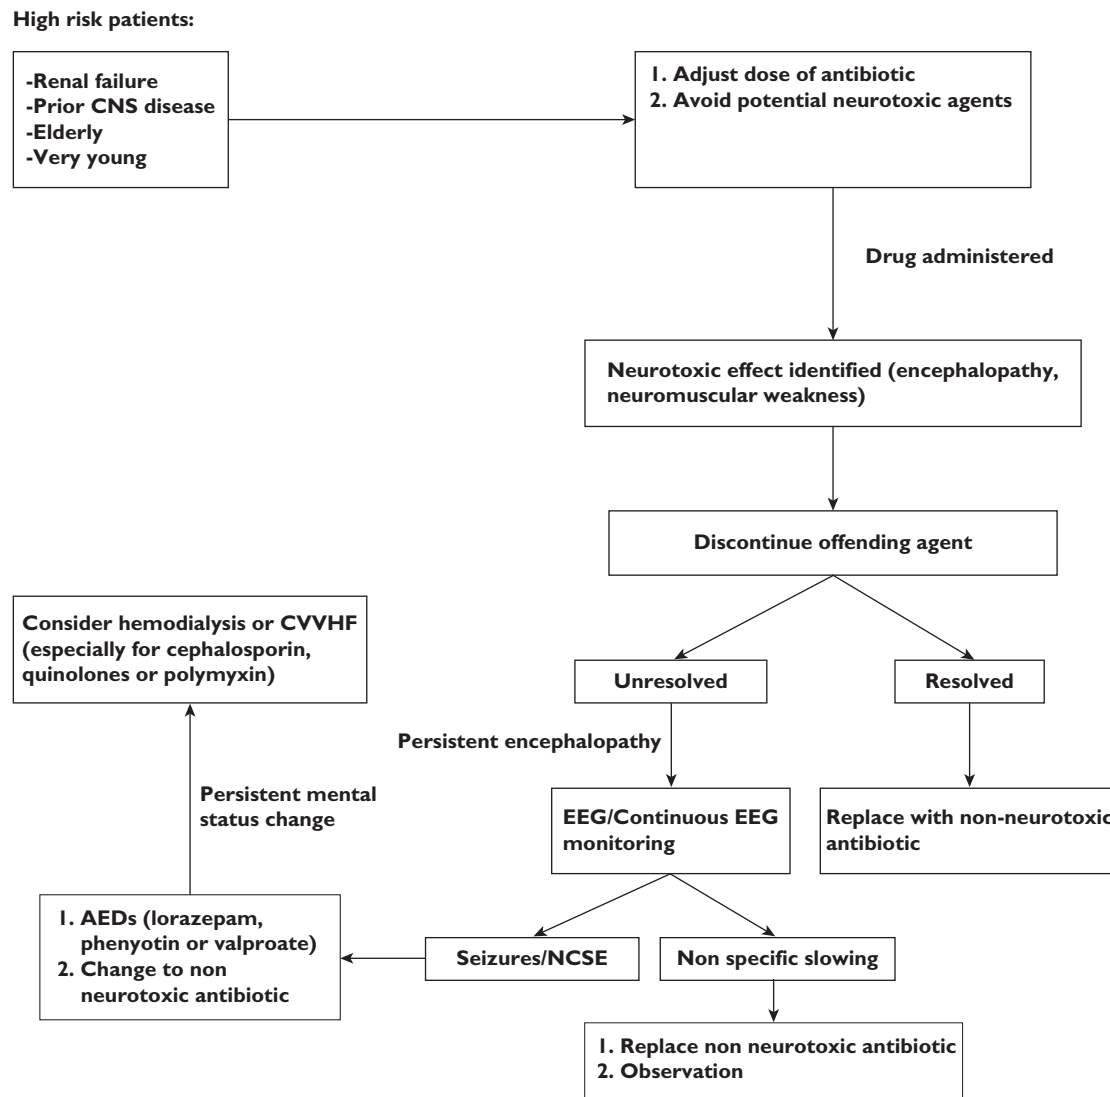 High risk patients:
-Renal failure
-Prior CNS disease
-Elderly
-Very young
1. Adjust dose of antibiotic
2. Avoid potential neurotoxic agents
Drug administered
Neurotoxic effect identified (encephalopathy,
neuromuscular weakness)
Discontinue offending agent
Unresolved
Resolved
Persistent encephalopathy
EEG/Continuous EEG
monitoring
Replace with non-neurotoxic
antibiotic
Seizures/NCSE
Non specific slowing
1. Replace non neurotoxic antibiotic
2. Observation
1. AEDs (lorazepam,
phenyotin or valproate)
2. Change to non
neurotoxic antibiotic
Persistent mental
status change
Consider hemodialysis or CVVHF
(especially for cephalosporin,
quinolones or polymyxin)